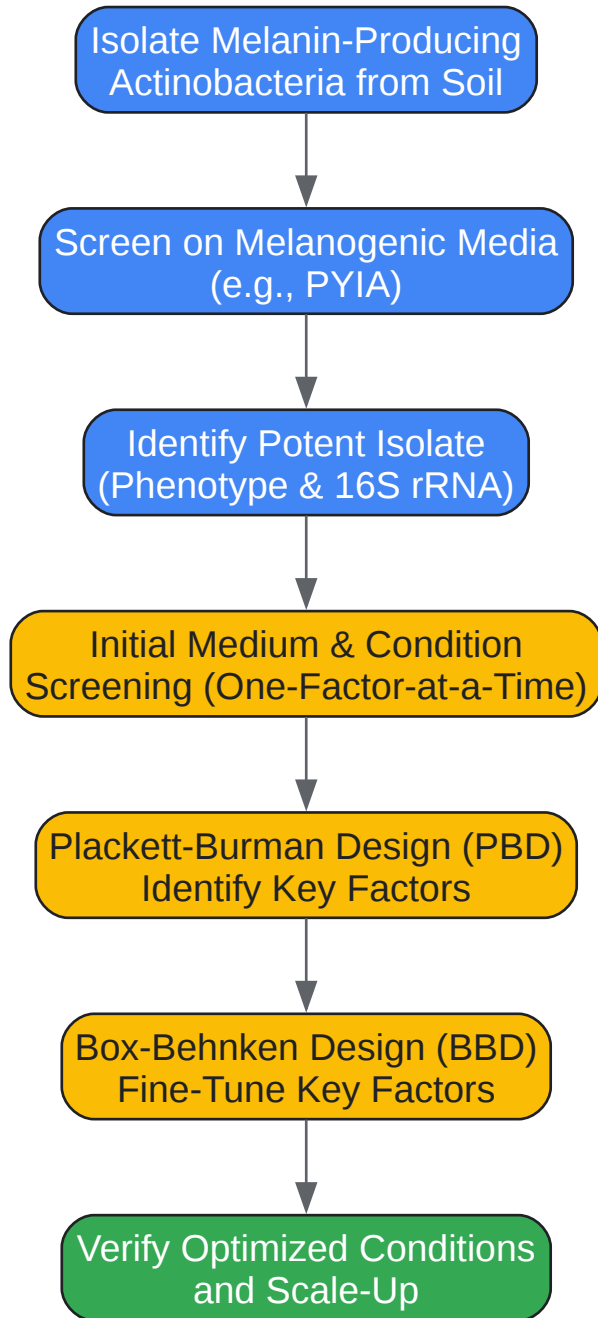 Isolate Melanin-Producing
Actinobacteria from Soil
Screen on Melanogenic Media
(e.g., PYIA)
Identify Potent Isolate
(Phenotype & 16S rRNA)
Initial Medium & Condition
Screening (One-Factor-at-a-Time)
Plackett-Burman Design (PBD)
Identify Key Factors
Box-Behnken Design (BBD)
Fine-Tune Key Factors
Verify Optimized Conditions
and Scale-Up